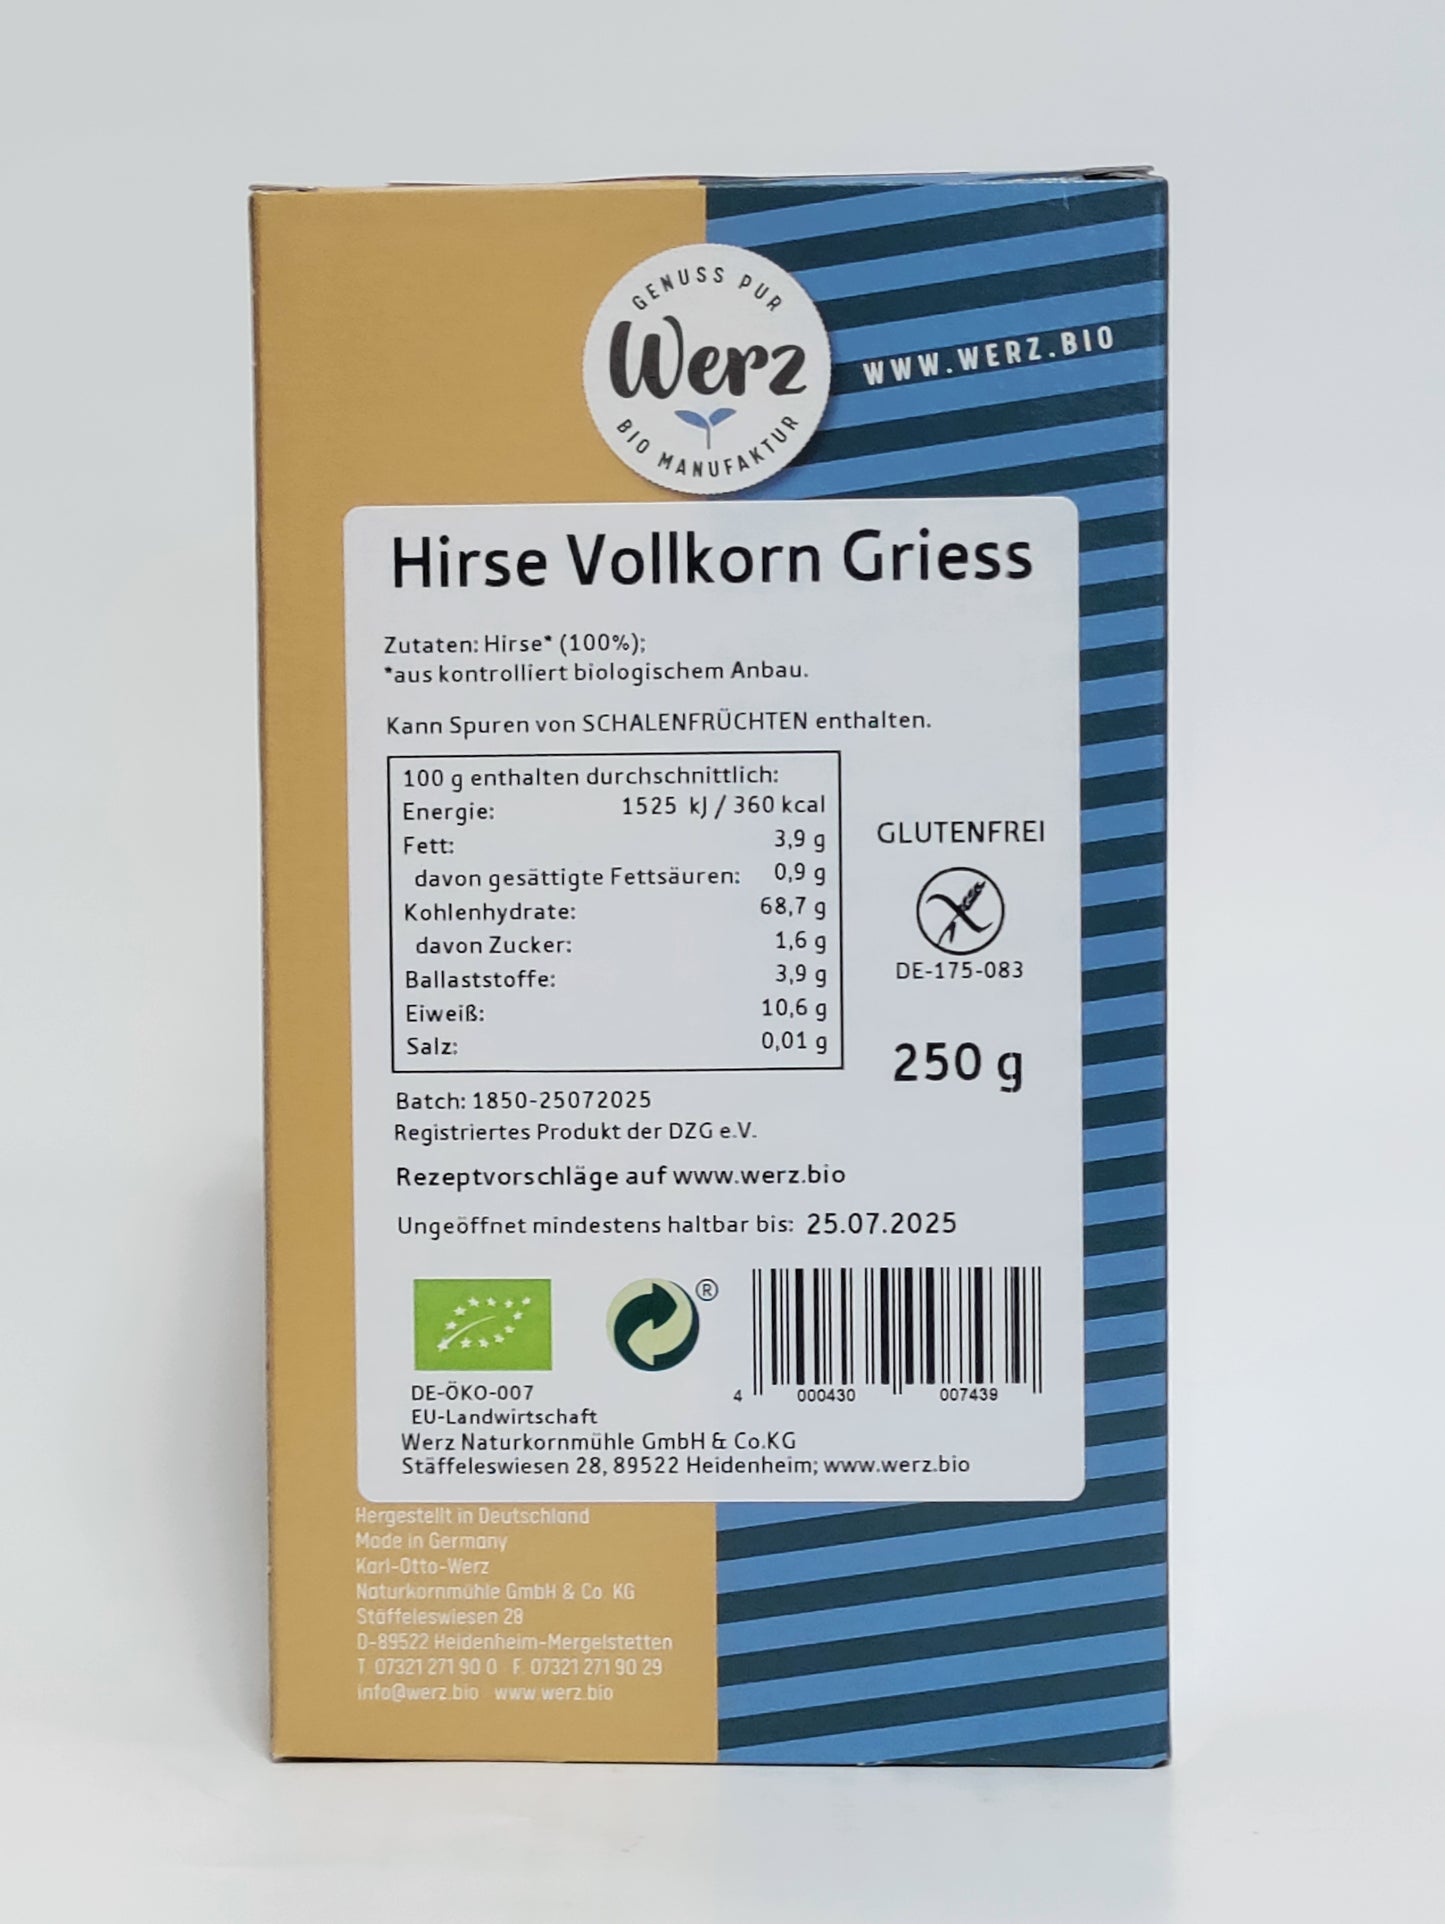 GENUSS PUR
Werz
BIO MANUFAKTUR
WWW.WERZ.BIO
Hirse Vollkorn Griess
Zutaten: Hirse* (100%);
*aus kontrolliert biologischem Anbau.
Kann Spuren von SCHALENFRÜCHTEN enthalten.
100 g enthalten durchschnittlich:
Energie: 1525 kJ / 360 kcal
Fett: 3,9 g
davon gesättigte Fettsäuren: 0,9 g
Kohlenhydrate: 68,7 g
davon Zucker: 1,6 g
Ballaststoffe: 3,9 g
Eiweiß: 10,6 g
Salz: 0,01 g
GLUTENFREI
DE-175-083
250 g
Batch: 1850-25072025
Registriertes Produkt der DZG e.V.
Rezeptvorschläge auf www.werz.bio
Ungeöffnet mindestens haltbar bis: 25.07.2025
®
4 000430 007439
DE-ÖKO-007
EU-Landwirtschaft
Werz Naturkornmühle GmbH & Co.KG
Stäffeleswiesen 28, 89522 Heidenheim; www.werz.bio
Hergestellt in Deutschland
Made in Germany
Karl-Otto-Werz
Naturkornmühle GmbH & Co. KG
Stäffeleswiesen 28
D-89522 Heidenheim-Mergelstetten
T. 07321 271 90 0 F. 07321 271 90 29
info@werz.bio www.werz.bio